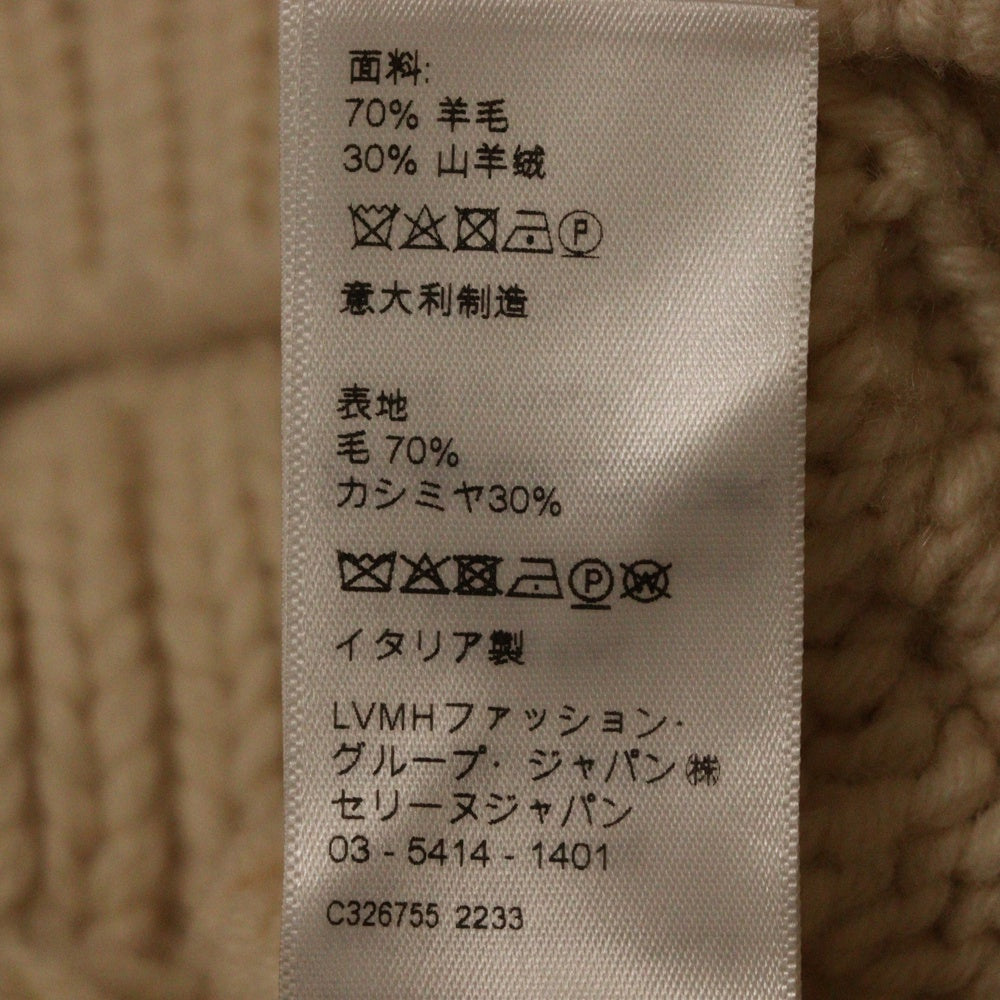 面料:
70% 羊毛
30% 山羊绒
P
意大利制造
表地
毛 70%
カシミヤ30%
P W
イタリア製
LVMHファッション·
グループ· ジャパン㈱
セリーヌジャパン
03 - 5414 - 1401
C326755 2233